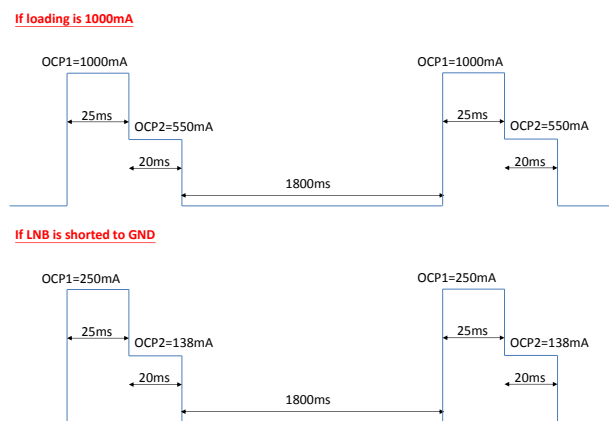 If loading is 1000mA
OCP1=1000mA
OCP1=1000mA
25ms
25ms
OCP2=550mA
OCP2=550mA
20ms
20ms
1800ms
If LNB is shorted to GND
OCP1=250mA
OCP1=250mA
25ms
25ms
OCP2=138mA
OCP2=138mA
20ms
20ms
1800ms